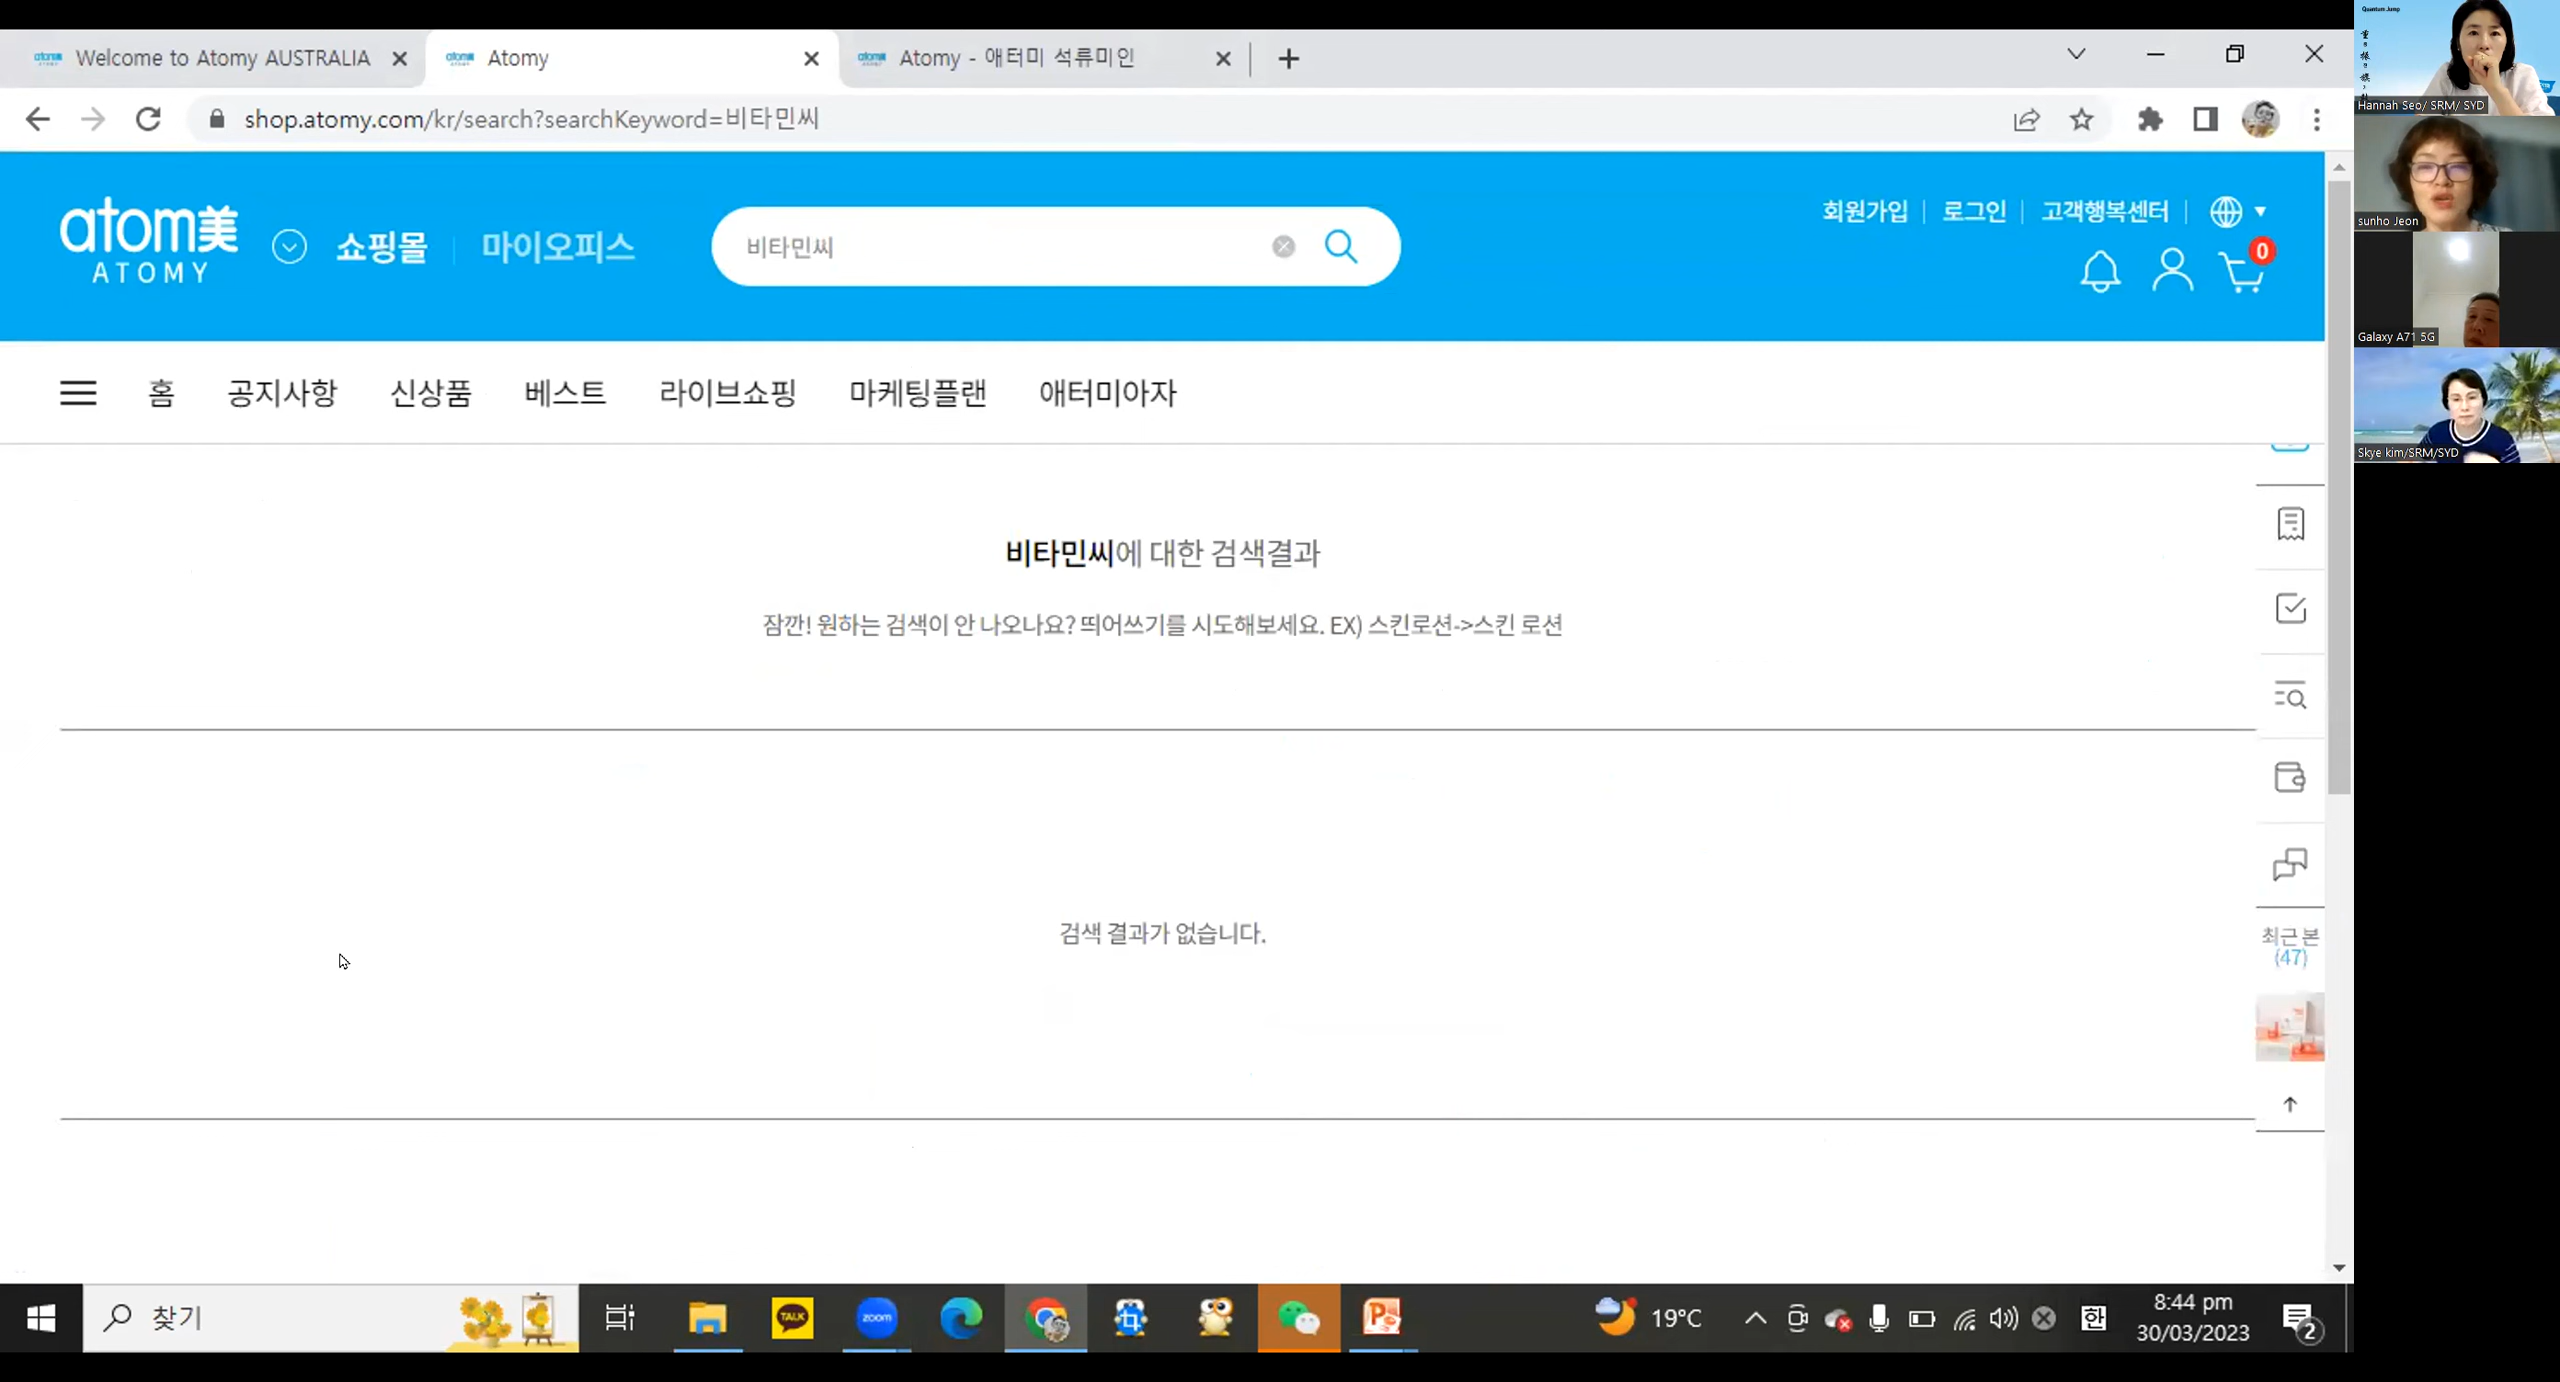 Welcome to Atomy AUSTRALIA
Atomy
Atomy - 애터미 석류미인
shop.atomy.com/kr/search?searchKeyword=비타민씨
atom美
ATOMY
쇼핑몰
마이오피스
비타민씨
회원가입
로그인
고객행복센터
0
홈
공지사항
신상품
베스트
라이브쇼핑
마케팅플랜
애터미아자
비타민씨에 대한 검색결과
잠깐! 원하는 검색이 안 나오나요? 띄어쓰기를 시도해보세요. EX) 스킨로션->스킨 로션
검색 결과가 없습니다.
최근 본
(47)
찾기
TALK
zoom
19°C
한
8:44 pm
30/03/2023
2
Quantum Jump
Hannah Seo/ SRM/ SYD
sunho Jeon
Galaxy A71 5G
Skye kim/SRM/SYD